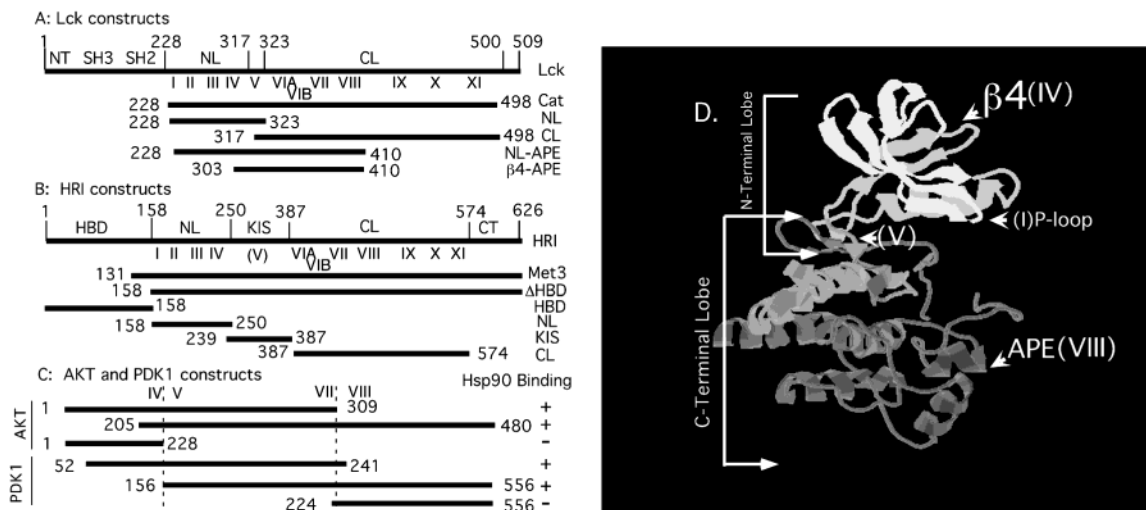 A: Lck constructs
1 228 317 323 500 509
NT SH3 SH2 NL CL
Lck
I II III IV V VIA VII VIII IX X XI
VIB
228 498 Cat
228 323 NL
317 498 CL
228 410 NL-APE
303 410 β4-APE
B: HRI constructs
1 158 250 387 574 626
HBD NL KIS CL CT
HRI
I II III IV (V) VIA VII VIII IX X XI
VIB
131 Met3
158 ΔHBD
158 HBD
158 250 NL
239 387 KIS
387 574 CL
C: AKT and PDK1 constructs Hsp90 Binding
IV V VII VIII
AKT
1 309 +
205 480 +
1 228 -
PDK1
52 241 +
156 556 +
224 556 -
D.
N-Terminal Lobe
C-Terminal Lobe
β4(IV)
(I)P-loop
(V)
APE(VIII)